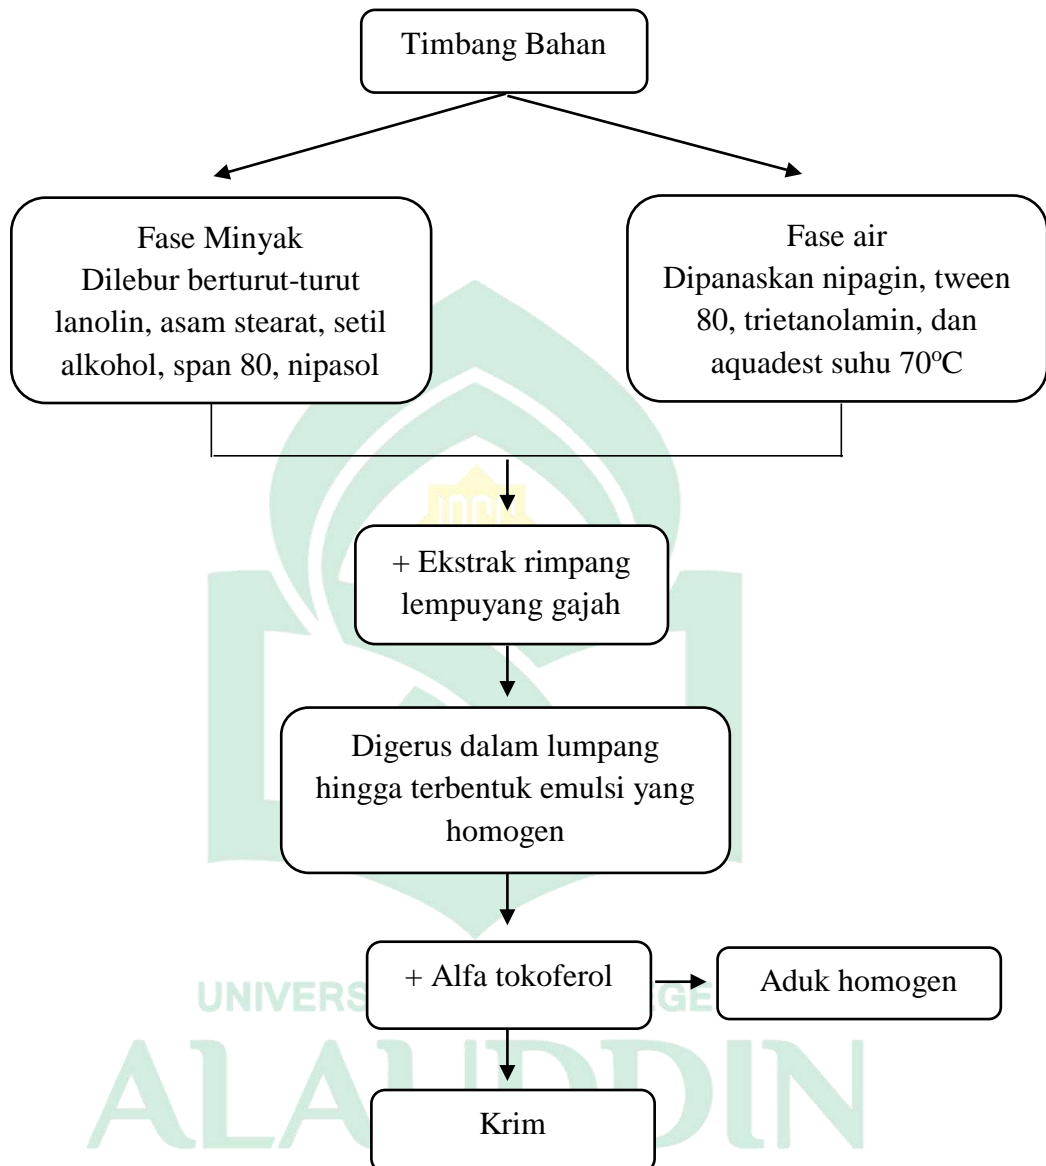 Timbang Bahan
Fase Minyak
Dilebur berturut-turut
lanolin, asam stearat, setil
alkohol, span 80, nipasol
Fase air
Dipanaskan nipagin, tween
80, trietanolamin, dan
aquadest suhu 70ºC
+ Ekstrak rimpang
lempuyang gajah
Digerus dalam lumpang
hingga terbentuk emulsi yang
homogen
+ Alfa tokoferol
Aduk homogen
Krim
ALAUDDIN